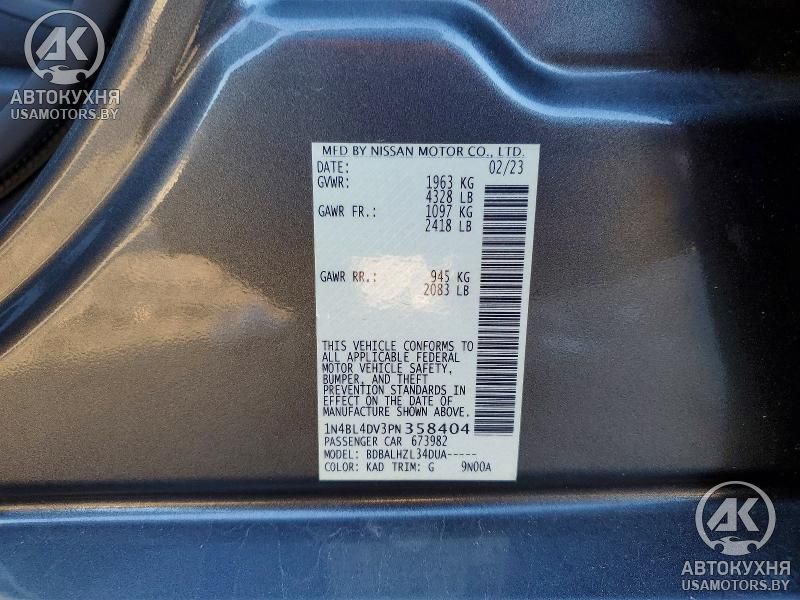 AK
АВТОКУХНЯ
USAMOTORS.BY
MFD BY NISSAN MOTOR CO., LTD.
DATE: 02/23
GVWR: 1963 KG
4328 LB
GAWR FR.: 1097 KG
2418 LB
GAWR RR.: 945 KG
2083 LB
THIS VEHICLE CONFORMS TO
ALL APPLICABLE FEDERAL
MOTOR VEHICLE SAFETY,
BUMPER, AND THEFT
PREVENTION STANDARDS IN
EFFECT ON THE DATE OF
MANUFACTURE SHOWN ABOVE.
1N4BL4DV3PN358404
PASSENGER CAR 673982
MODEL: BDBALHZL34DUA-----
COLOR: KAD TRIM: G 9N00A
AK
АВТОКУХНЯ
USAMOTORS.BY